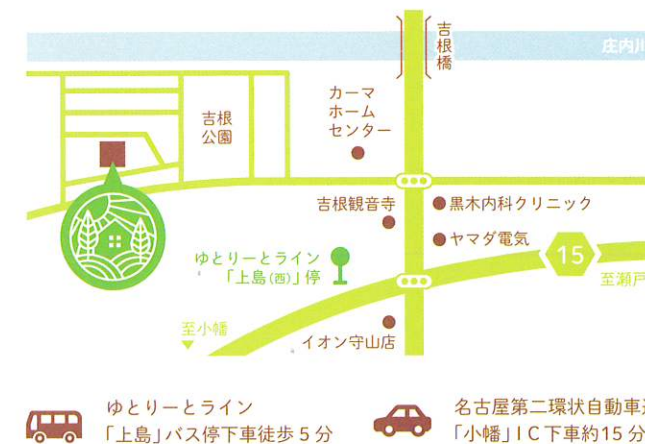 吉根橋
庄内川
カーマ
ホーム
センター
吉根
公園
吉根観音寺
黒木内科クリニック
ヤマダ電気
ゆとりーとライン
「上島(西)」停
15
至瀬戸
至小幡
イオン守山店
ゆとりーとライン
「上島」バス停下車徒歩5分
名古屋第二環状自動車道
「小幡」IC下車約15分